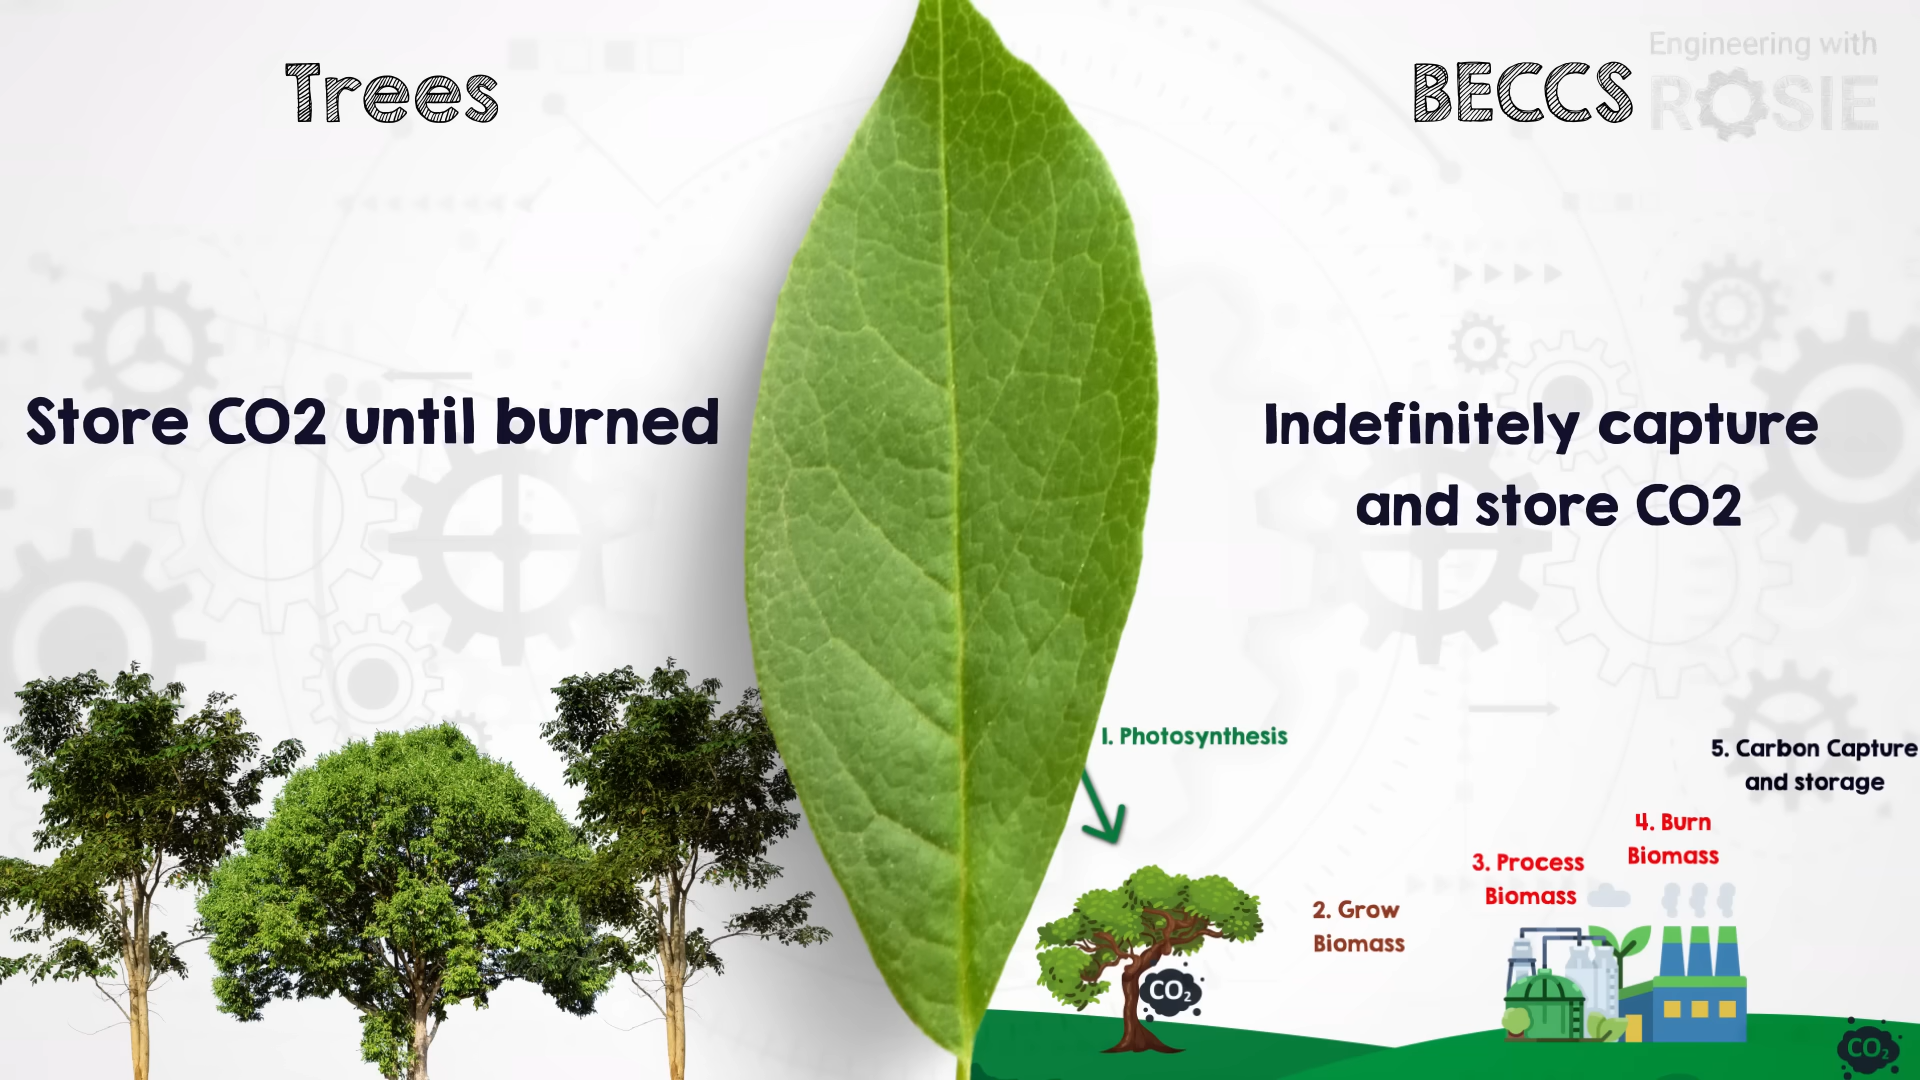 Trees
BECCS
Engineering with
ROSIE
Store CO2 until burned
Indefinitely capture
and store CO2
1. Photosynthesis
5. Carbon Capture
and storage
4. Burn
Biomass
3. Process
Biomass
2. Grow
Biomass
CO₂
CO₂